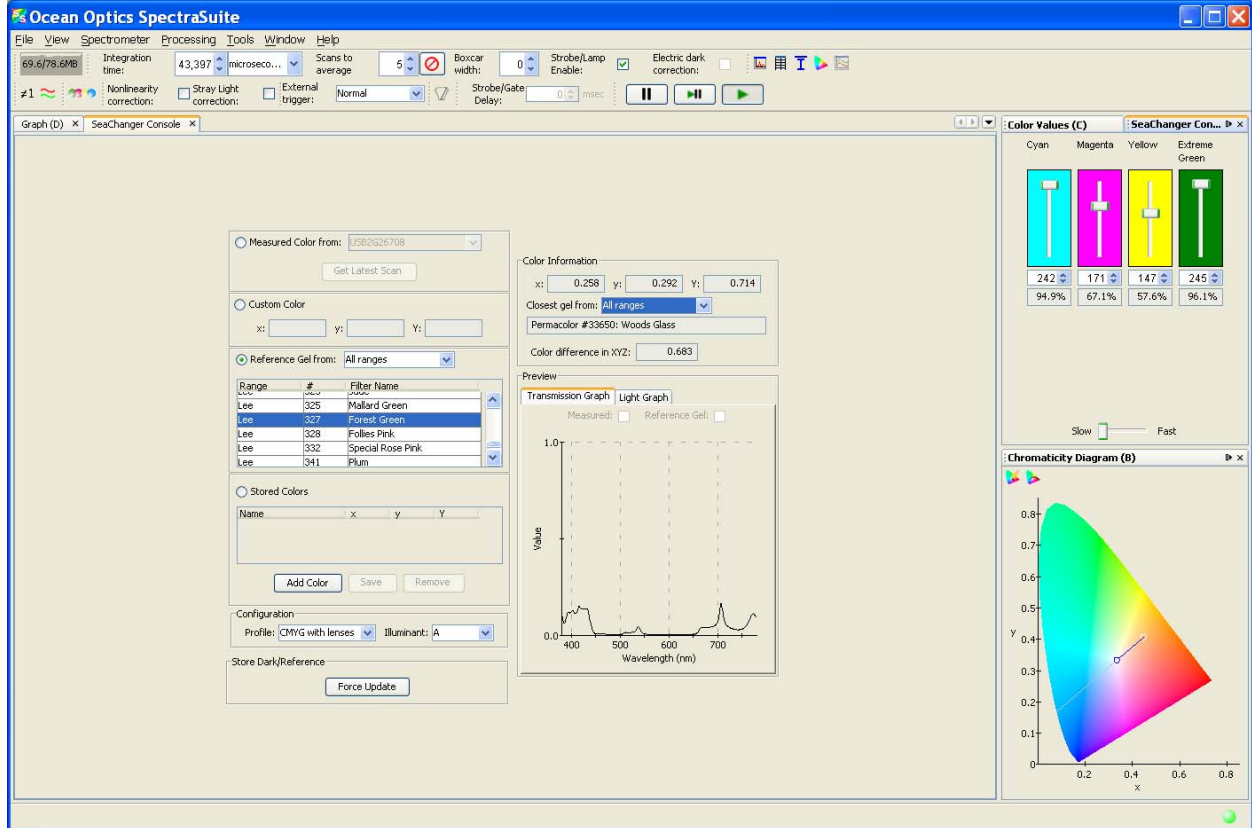 Ocean Optics SpectraSuite
File View Spectrometer Processing Tools Window Help
69.6/78.6MB Integration time: 43,397 microseco... Scans to average 5 Boxcar width: 0 Strobe/Lamp Enable: Electric dark correction:
≠1 Nonlinearity correction: Stray Light correction: External trigger: Normal Strobe/Gate Delay: 0 msec
Graph (D) × SeaChanger Console ×
Measured Color from: USB2G26708
Get Latest Scan
Custom Color
x: y: Y:
Reference Gel from: All ranges
Range # Filter Name
Lee 325 Mallard Green
Lee 327 Forest Green
Lee 328 Follies Pink
Lee 332 Special Rose Pink
Lee 341 Plum
Stored Colors
Name x y Y
Add Color Save Remove
Configuration
Profile: CMYG with lenses Illuminant: A
Store Dark/Reference
Force Update
Color Information
x: 0.258 y: 0.292 Y: 0.714
Closest gel from: All ranges
Permacolor #33650: Woods Glass
Color difference in XYZ: 0.683
Preview
Transmission Graph Light Graph
Measured: Reference Gel:
1.0
Value
0.0
400 500 600 700
Wavelength (nm)
Color Values (C) SeaChanger Con... ×
Cyan Magenta Yellow Extreme Green
242 171 147 245
94.9% 67.1% 57.6% 96.1%
Slow Fast
Chromaticity Diagram (B) ×
0.8
0.7
0.6
0.5
y 0.4
0.3
0.2
0.1
0
0.2 0.4 0.6 0.8
x